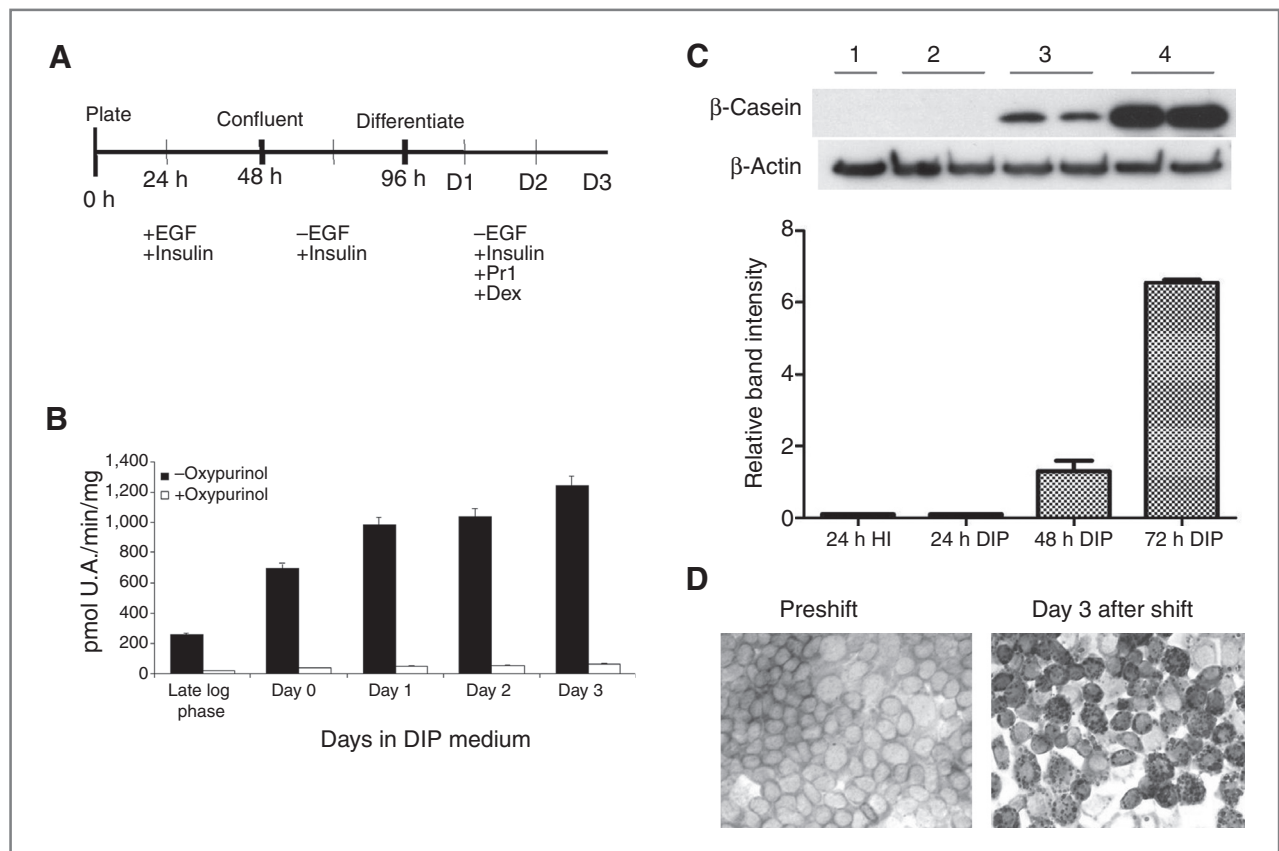 A
Plate
Confluent
Differentiate
0 h
24 h
48 h
96 h
D1
D2
D3
+EGF
+Insulin
–EGF
+Insulin
–EGF
+Insulin
+Pr1
+Dex
B
pmol U.A./min/mg
1,400
1,200
1,000
800
600
400
200
0
–Oxypurinol
+Oxypurinol
Late log
phase
Day 0
Day 1
Day 2
Day 3
Days in DIP medium
C
1
2
3
4
β-Casein
β-Actin
Relative band intensity
8
6
4
2
0
24 h HI
24 h DIP
48 h DIP
72 h DIP
D
Preshift
Day 3 after shift